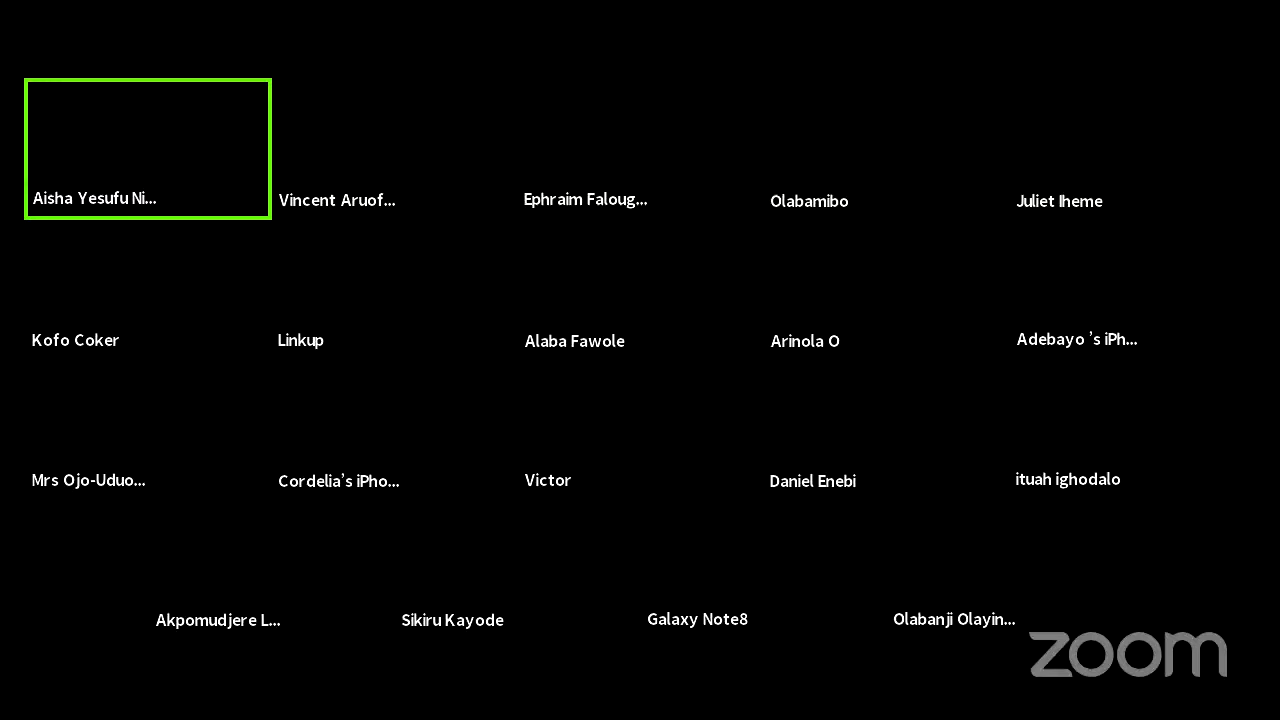 Aisha Yesufu Ni...
Vincent Aruof...
Ephraim Faloug...
Olabamibo
Juliet Iheme
Kofo Coker
Linkup
Alaba Fawole
Arinola O
Adebayo ’s iPh...
Mrs Ojo-Uduo...
Cordelia’s iPho...
Victor
Daniel Enebi
ituah ighodalo
Akpomudjere L...
Sikiru Kayode
Galaxy Note8
Olabanji Olayin...
zoom